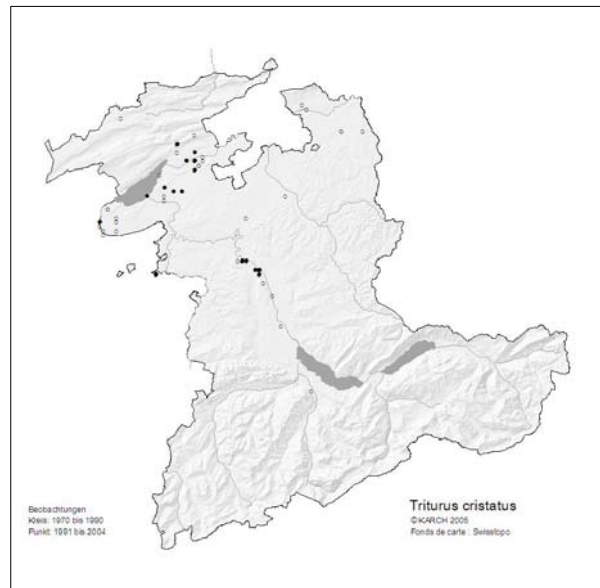 Beobachtungen
Kreis: 1970 bis 1990
Punkt: 1991 bis 2004
Triturus cristatus
© KARCH 2005
Fonds de carte : Swisstopo